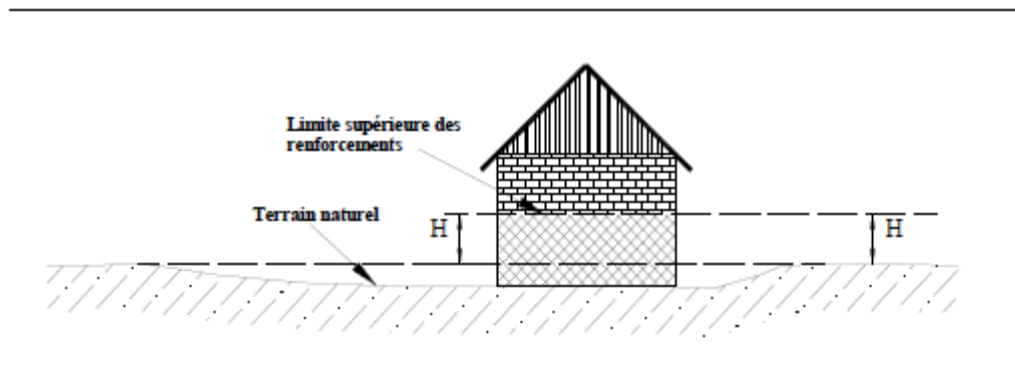 Limite supérieure des
renforcements
Terrain naturel
H
H